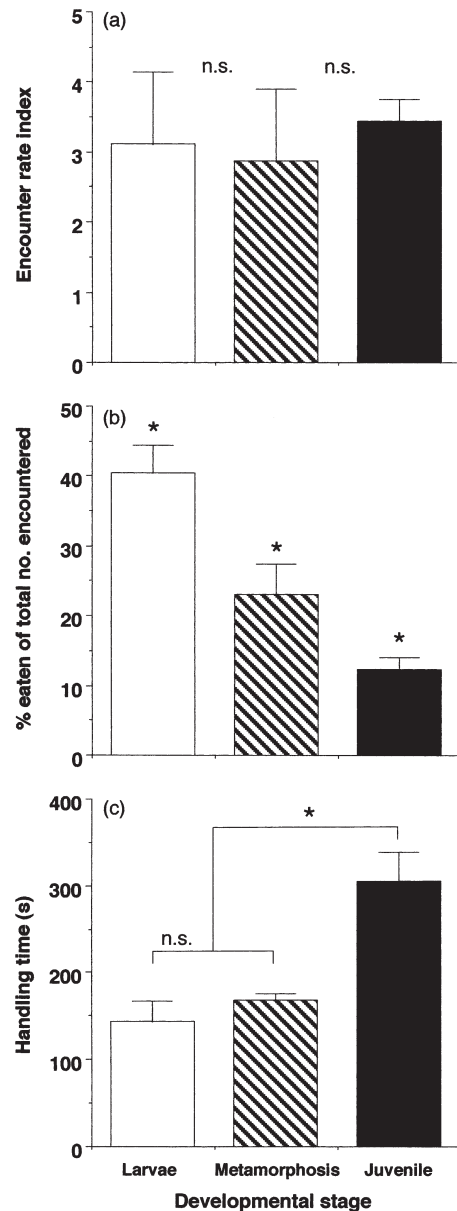 (a)
5
4
3
2
1
0
n.s.
n.s.
Encounter rate index
(b)
50
40
30
20
10
0
*
*
*
% eaten of total no. encountered
(c)
400
300
200
100
0
n.s.
*
Handling time (s)
Larvae Metamorphosis Juvenile
Developmental stage